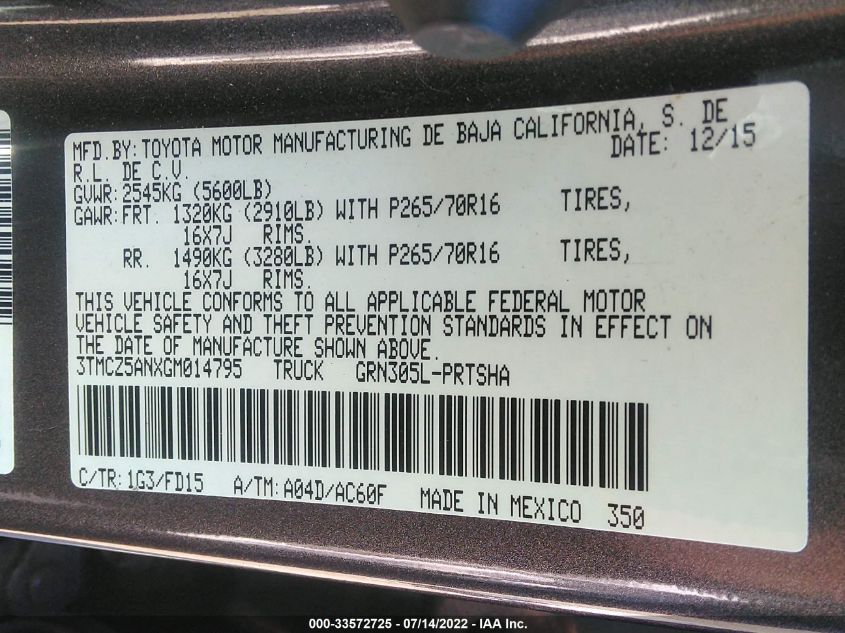 MFD.BY:TOYOTA MOTOR MANUFACTURING DE BAJA CALIFORNIA, S. DE
R.L. DE C.V. DATE: 12/15
GVWR:2545KG (5600LB)
GAWR:FRT. 1320KG (2910LB) WITH P265/70R16 TIRES,
16X7J RIMS.
RR. 1490KG (3280LB) WITH P265/70R16 TIRES,
16X7J RIMS.
THIS VEHICLE CONFORMS TO ALL APPLICABLE FEDERAL MOTOR
VEHICLE SAFETY AND THEFT PREVENTION STANDARDS IN EFFECT ON
THE DATE OF MANUFACTURE SHOWN ABOVE.
3TMCZ5ANXGM014795 TRUCK GRN305L-PRTSHA
C/TR:1G3/FD15 A/TM:A04D/AC60F MADE IN MEXICO 350
000-33572725 - 07/14/2022 - IAA Inc.